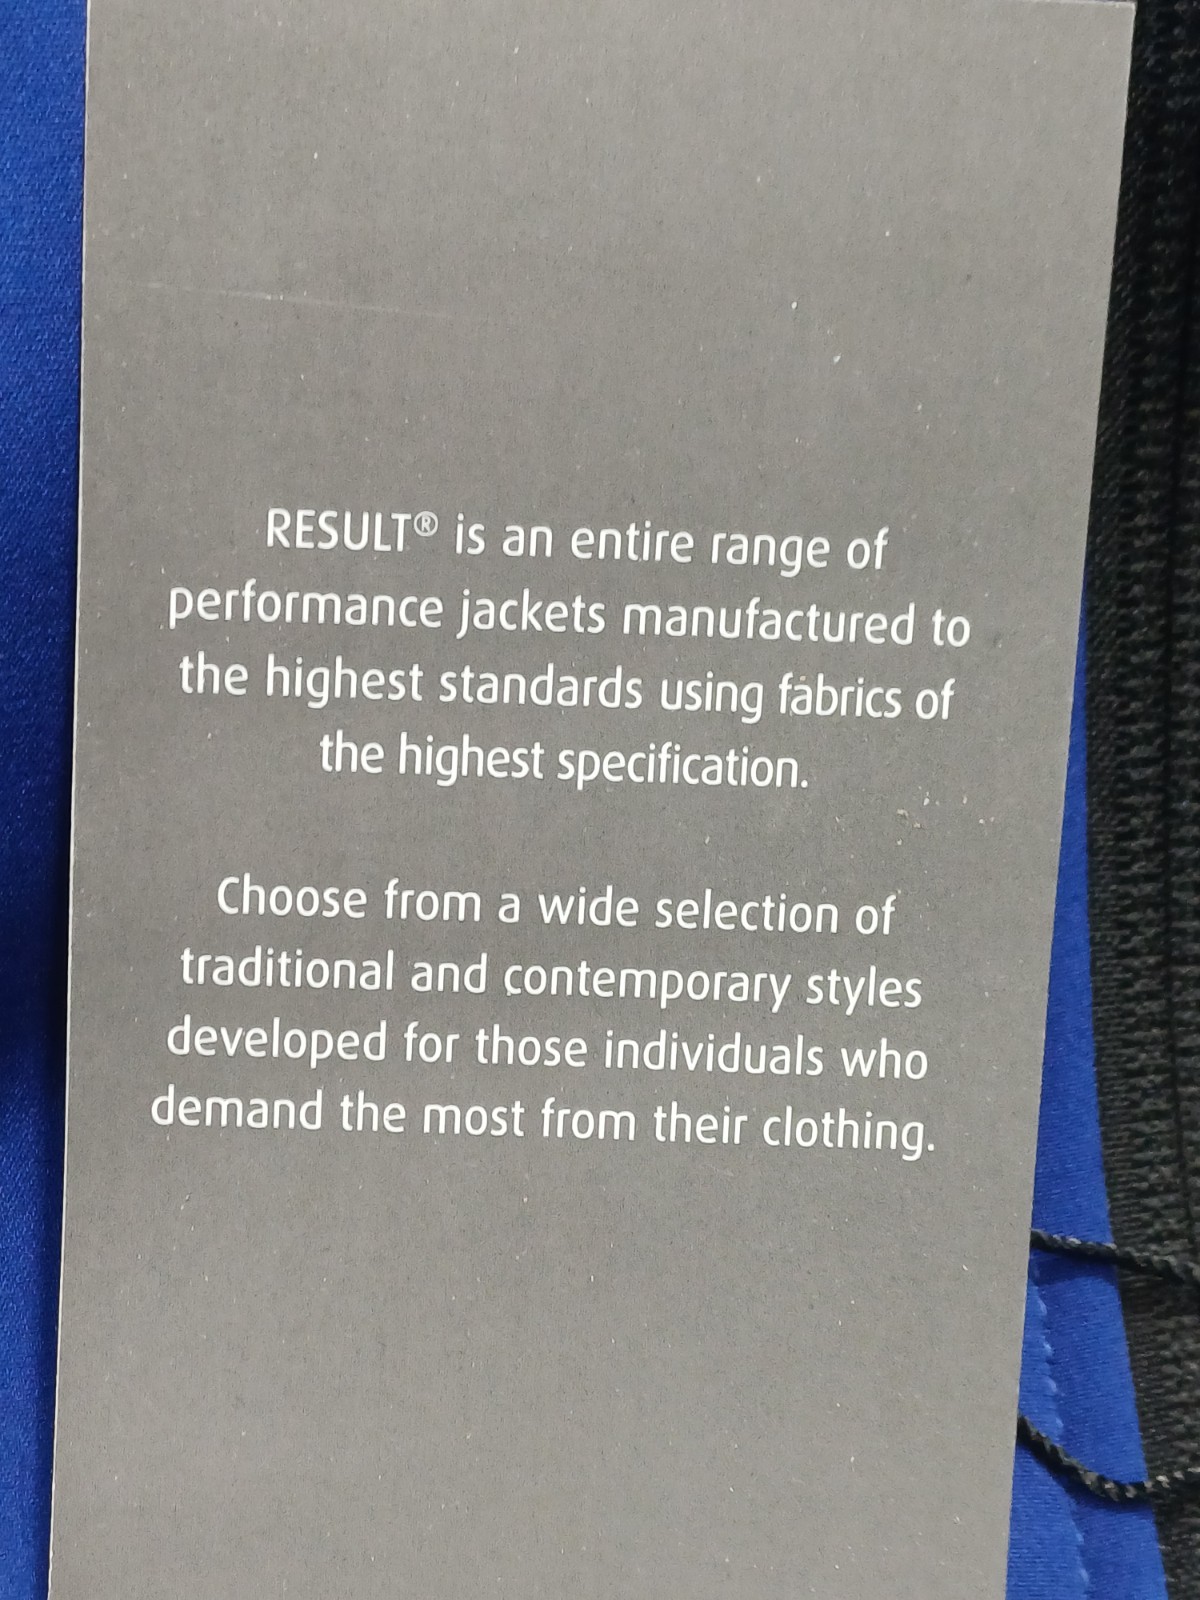 RESULT® is an entire range of
performance jackets manufactured to
the highest standards using fabrics of
the highest specification.
Choose from a wide selection of
traditional and contemporary styles
developed for those individuals who
demand the most from their clothing.